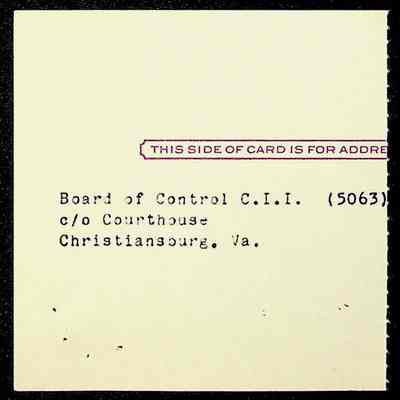 THIS SIDE OF CARD IS FOR ADDRE
Board of Control C.I.I. (5063)
c/o Courthouse
Christiansburg, Va.